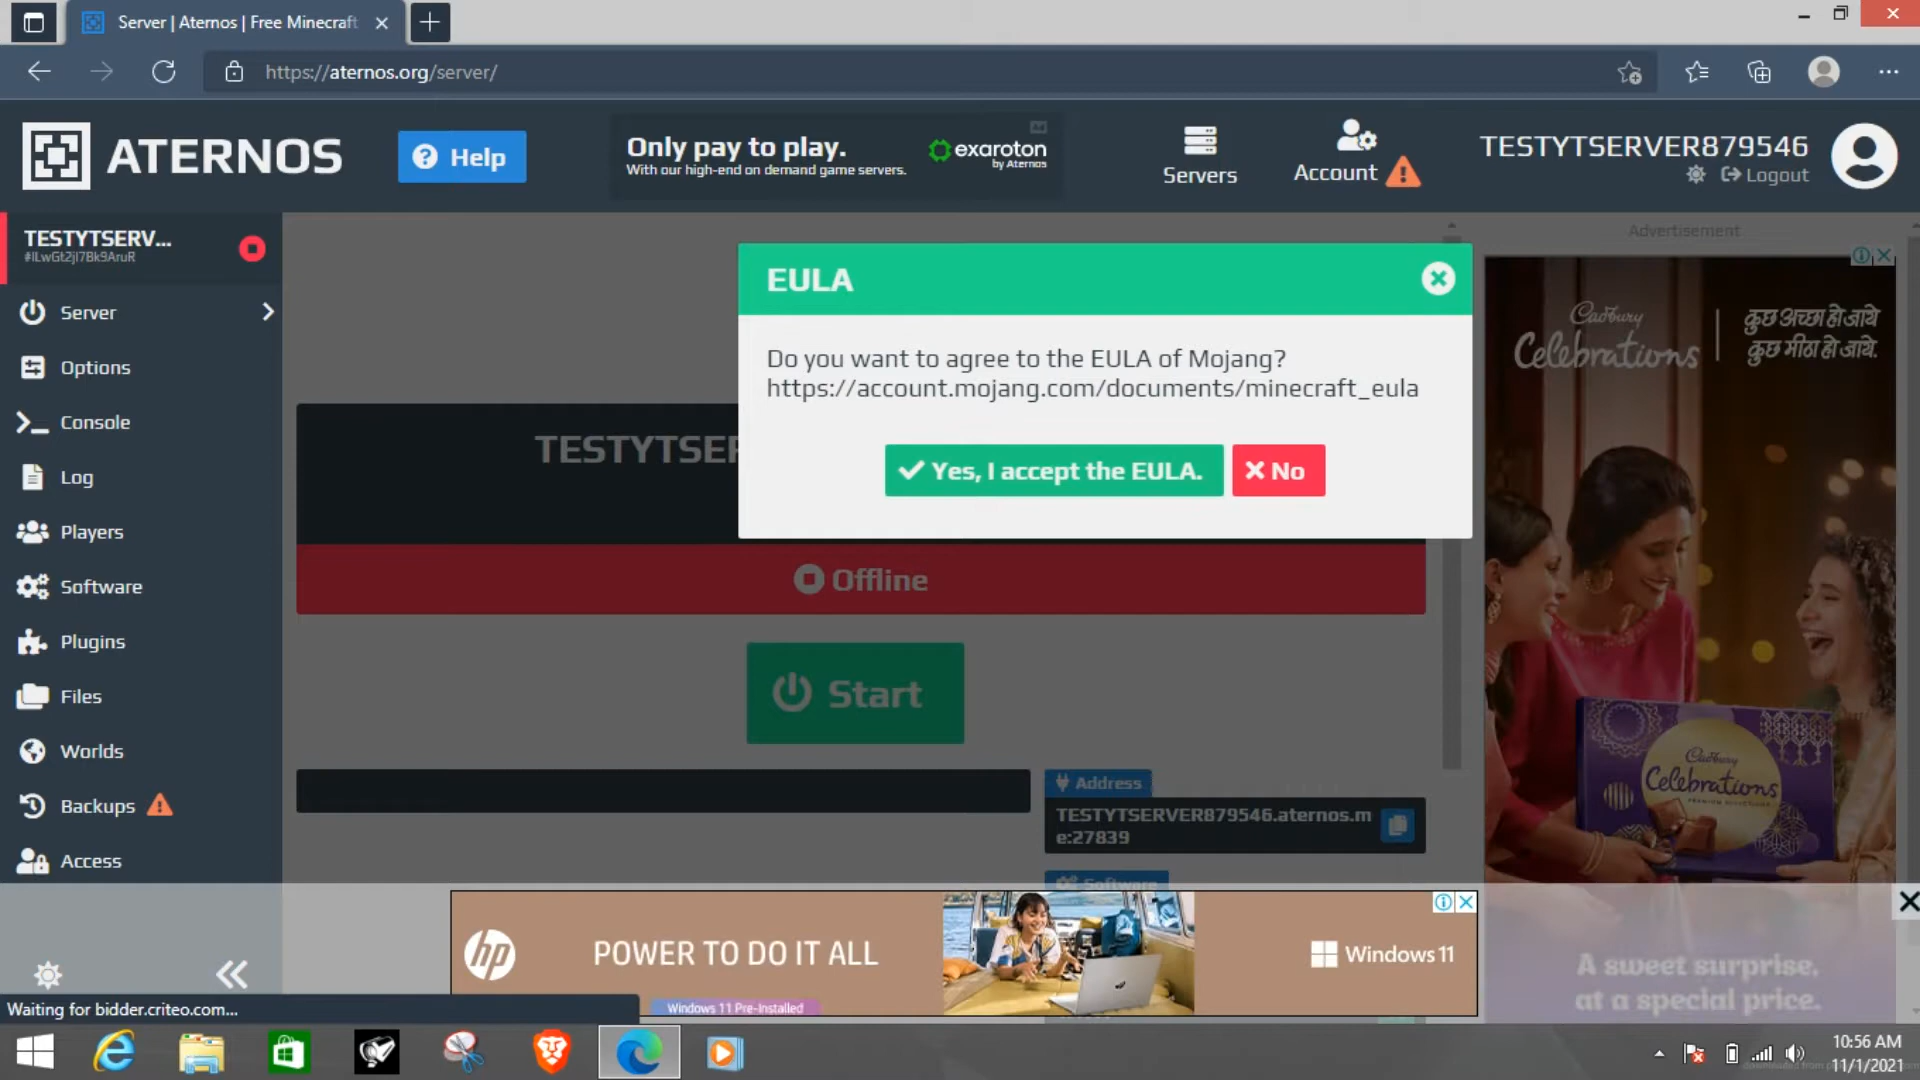 Server | Aternos | Free Minecraft
https://aternos.org/server/
ATERNOS
Help
Only pay to play.
With our high-end on demand game servers.
Ad
exaroton
by Aternos
Servers
Account
TESTYTSERVER879546
Logout
TESTYTSERV...
Server
Options
Console
Log
Players
Software
Plugins
Files
Worlds
Backups
Access
EULA
Do you want to agree to the EULA of Mojang?
https://account.mojang.com/documents/minecraft_eula
Yes, I accept the EULA.
No
TESTYTSER
Offline
Start
Address
TESTYTSERVER879546.aternos.m
e:27839
Software
Advertisement
Cadbury
Celebrations
कुछ अच्छा हो जाये
कुछ मीठा हो जाये.
Cadbury
Celebrations
A sweet surprise,
at a special price.
hp
POWER TO DO IT ALL
Windows 11 Pre-Installed
Windows 11
Waiting for bidder.criteo.com...
10:56 AM
11/1/2021